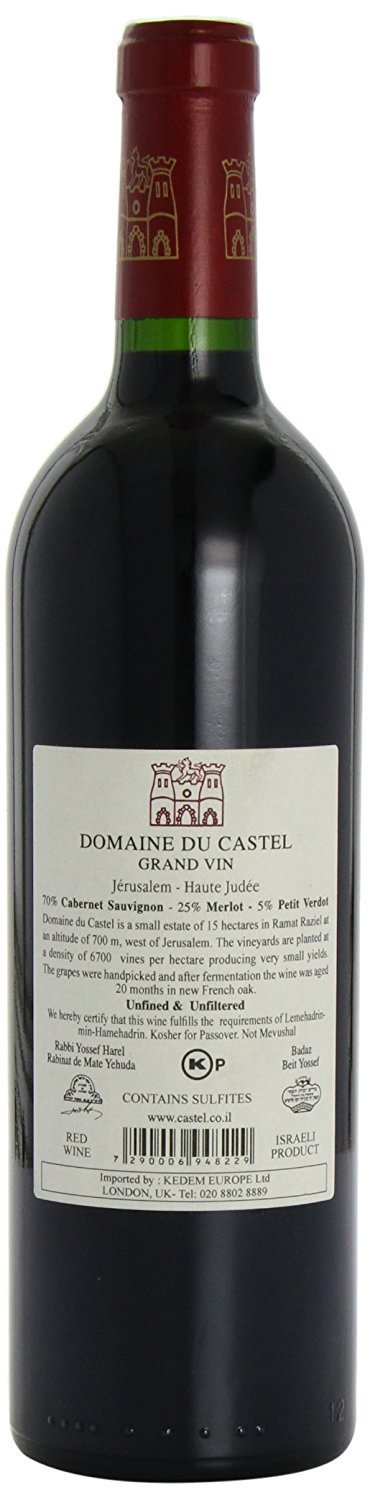 DOMAINE DU CASTEL
GRAND VIN
Jérusalem - Haute Judée
70% Cabernet Sauvignon - 25% Merlot - 5% Petit Verdot
Domaine du Castel is a small estate of 15 hectares in Ramat Raziel at
an altitude of 700 m, west of Jerusalem. The vineyards are planted at
a density of 6700 vines per hectare producing very small yields.
The grapes were handpicked and after fermentation the wine was aged
20 months in new French oak.
Unfined & Unfiltered
We hereby certify that this wine fulfills the requirements of Lemehadrin-
min-Hamehadrin. Kosher for Passover. Not Mevushal
Rabbi Yossef Harel
Rabinat de Mate Yehuda
K P
Badaz
Beit Yossef
CONTAINS SULFITES
www.castel.co.il
RED
WINE
7 290006 948229
ISRAELI
PRODUCT
Imported by : KEDEM EUROPE Ltd
LONDON, UK- Tel: 020 8802 8889
12